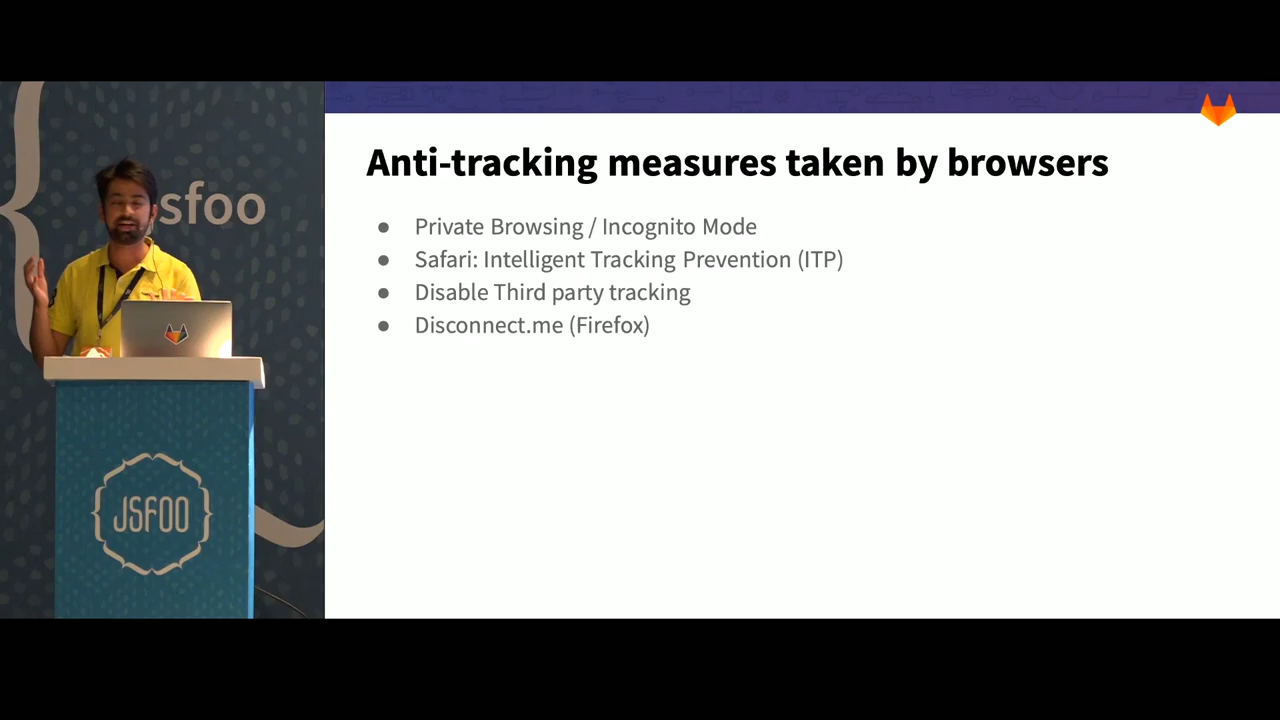 sfoo
JSFOO
Anti-tracking measures taken by browsers
● Private Browsing / Incognito Mode
● Safari: Intelligent Tracking Prevention (ITP)
● Disable Third party tracking
● Disconnect.me (Firefox)